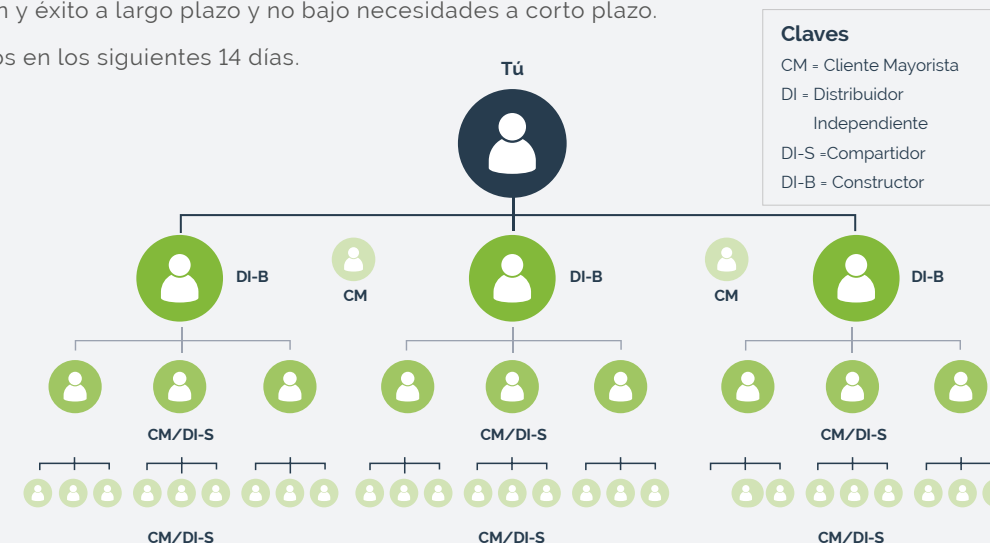 y éxito a largo plazo y no bajo necesidades a corto plazo.
en los siguientes 14 días.
Claves
CM = Cliente Mayorista
DI = Distribuidor
Independiente
DI-S =Compartidor
DI-B = Constructor
Tú
DI-B
CM
DI-B
CM
DI-B
CM/DI-S
CM/DI-S
CM/DI-S
CM/DI-S
CM/DI-S
CM/DI-S